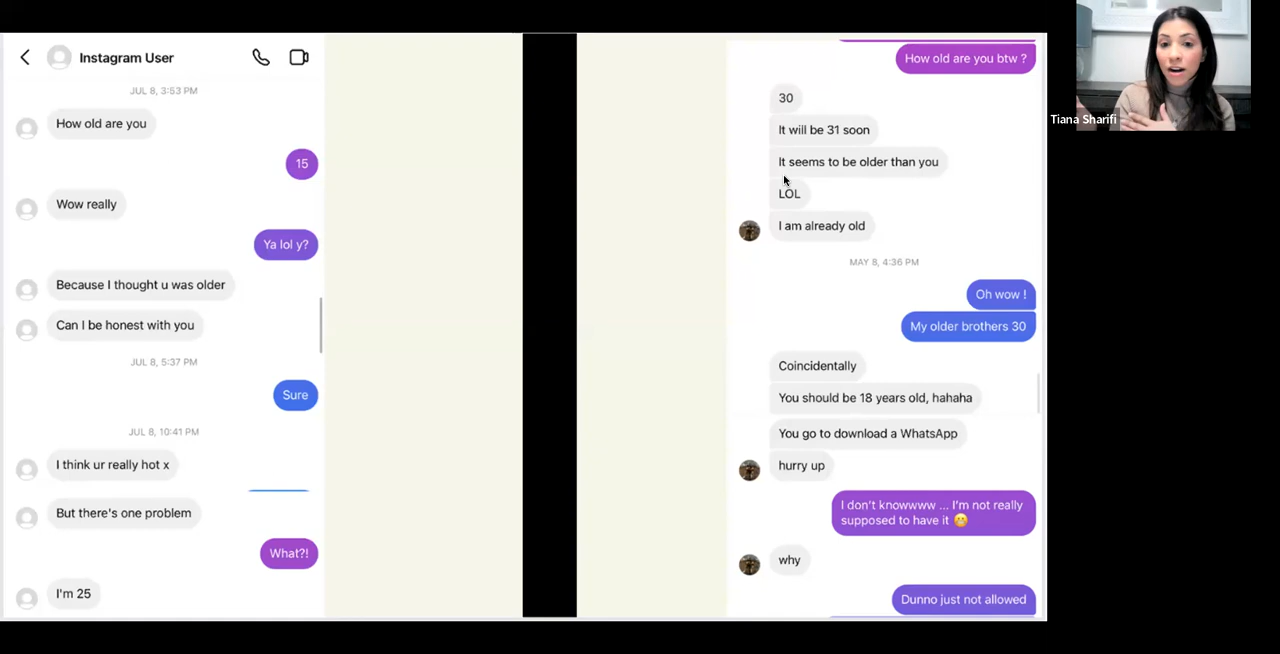 Instagram User
JUL 8, 3:53 PM
How old are you
15
Wow really
Ya lol y?
Because I thought u was older
Can I be honest with you
JUL 8, 5:37 PM
Sure
JUL 8, 10:41 PM
I think ur really hot x
But there's one problem
What?!
I'm 25
How old are you btw ?
30
It will be 31 soon
It seems to be older than you
LOL
I am already old
MAY 8, 4:36 PM
Oh wow !
My older brothers 30
Coincidentally
You should be 18 years old, hahaha
You go to download a WhatsApp
hurry up
I don't knowwww ... I'm not really
supposed to have it 😬
why
Dunno just not allowed
Tiana Sharifi